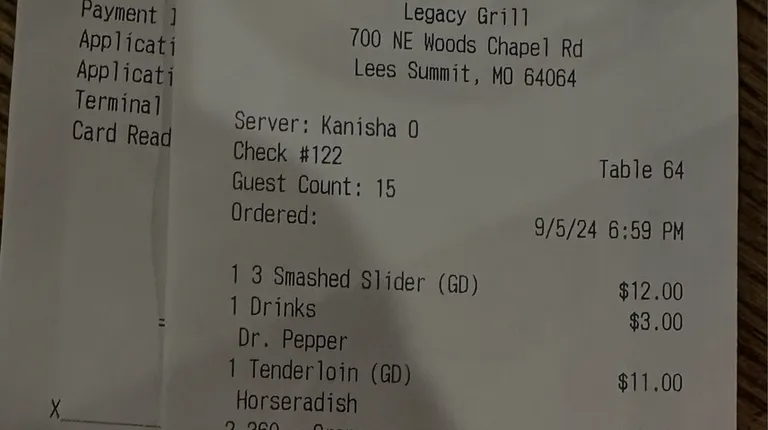 Payment
Applicati
Applicati
Terminal
Card Read
X
Legacy Grill
700 NE Woods Chapel Rd
Lees Summit, MO 64064
Server: Kanisha O
Check #122
Table 64
Guest Count: 15
Ordered:
9/5/24 6:59 PM
1 3 Smashed Slider (GD) $12.00
1 Drinks $3.00
Dr. Pepper
1 Tenderloin (GD) $11.00
Horseradish